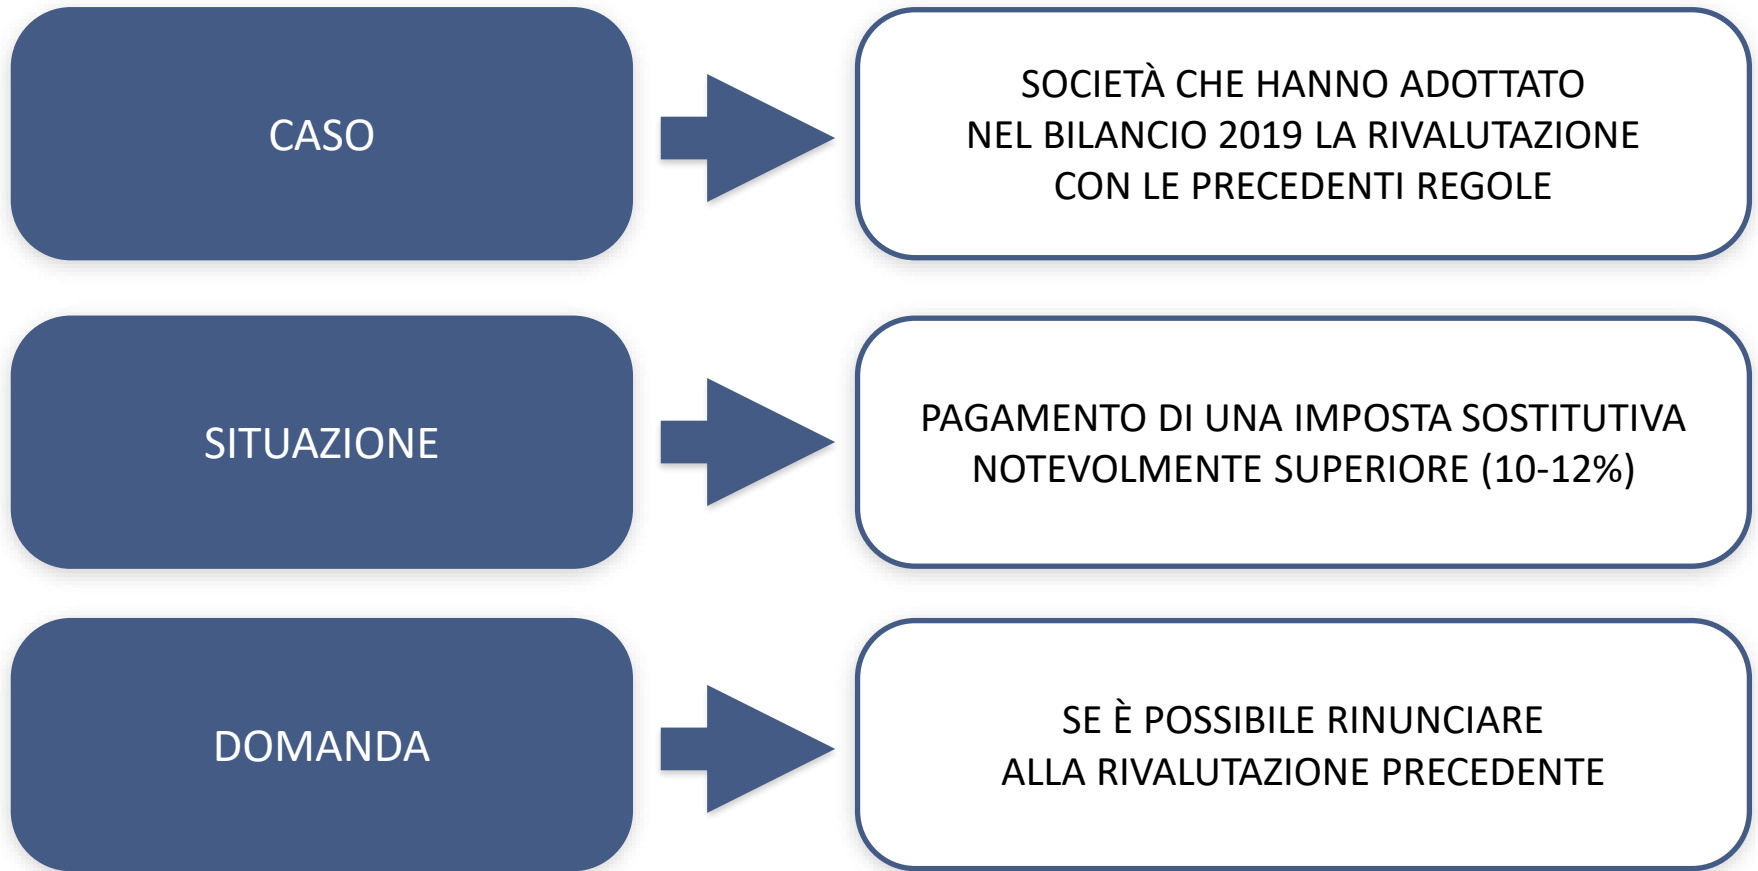 CASO
SOCIETÀ CHE HANNO ADOTTATO
NEL BILANCIO 2019 LA RIVALUTAZIONE
CON LE PRECEDENTI REGOLE
SITUAZIONE
PAGAMENTO DI UNA IMPOSTA SOSTITUTIVA
NOTEVOLMENTE SUPERIORE (10-12%)
DOMANDA
SE È POSSIBILE RINUNCIARE
ALLA RIVALUTAZIONE PRECEDENTE